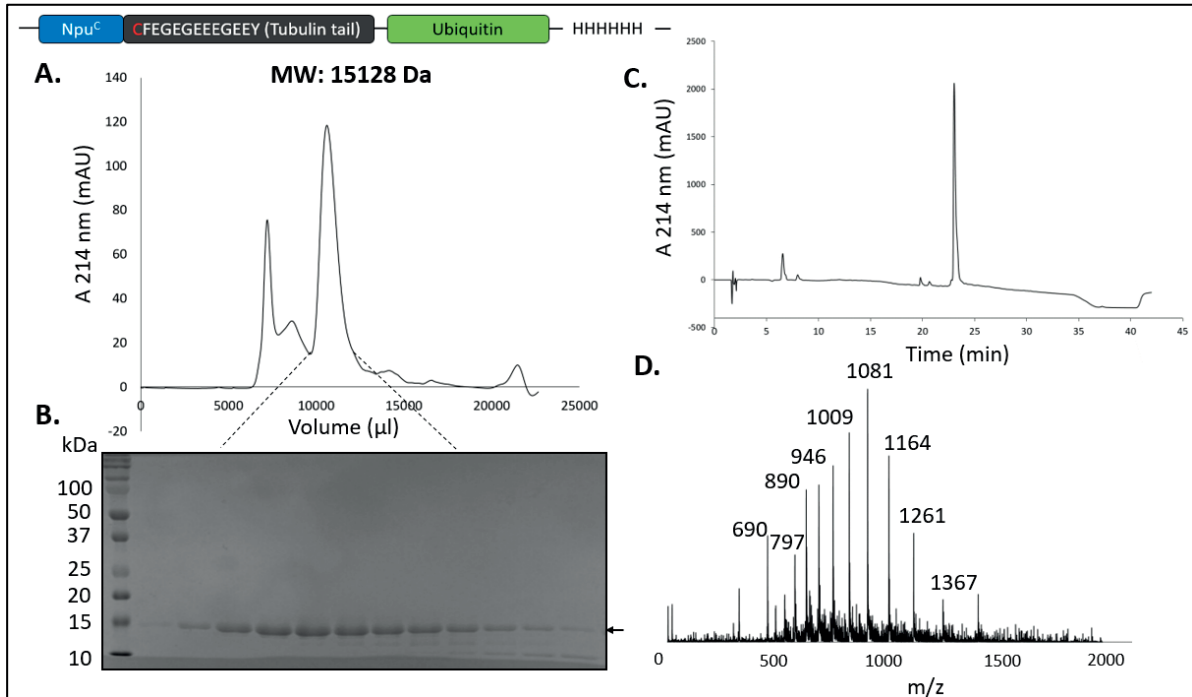 Npuᶜ CFEGEGEEEGEEY (Tubulin tail) Ubiquitin HHHHHH
A.
MW: 15128 Da
140
120
100
80
60
40
20
0
-20
A 214 nm (mAU)
0 5000 10000 15000 20000 25000
Volume (µl)
B.
kDa
100
50
37
25
20
15
10
C.
2500
2000
1500
1000
500
0
-500
A 214 nm (mAU)
0 5 10 15 20 25 30 35 40 45
Time (min)
D.
1081
1009
1164
946
890
1261
690
797
1367
0 500 1000 1500 2000
m/z